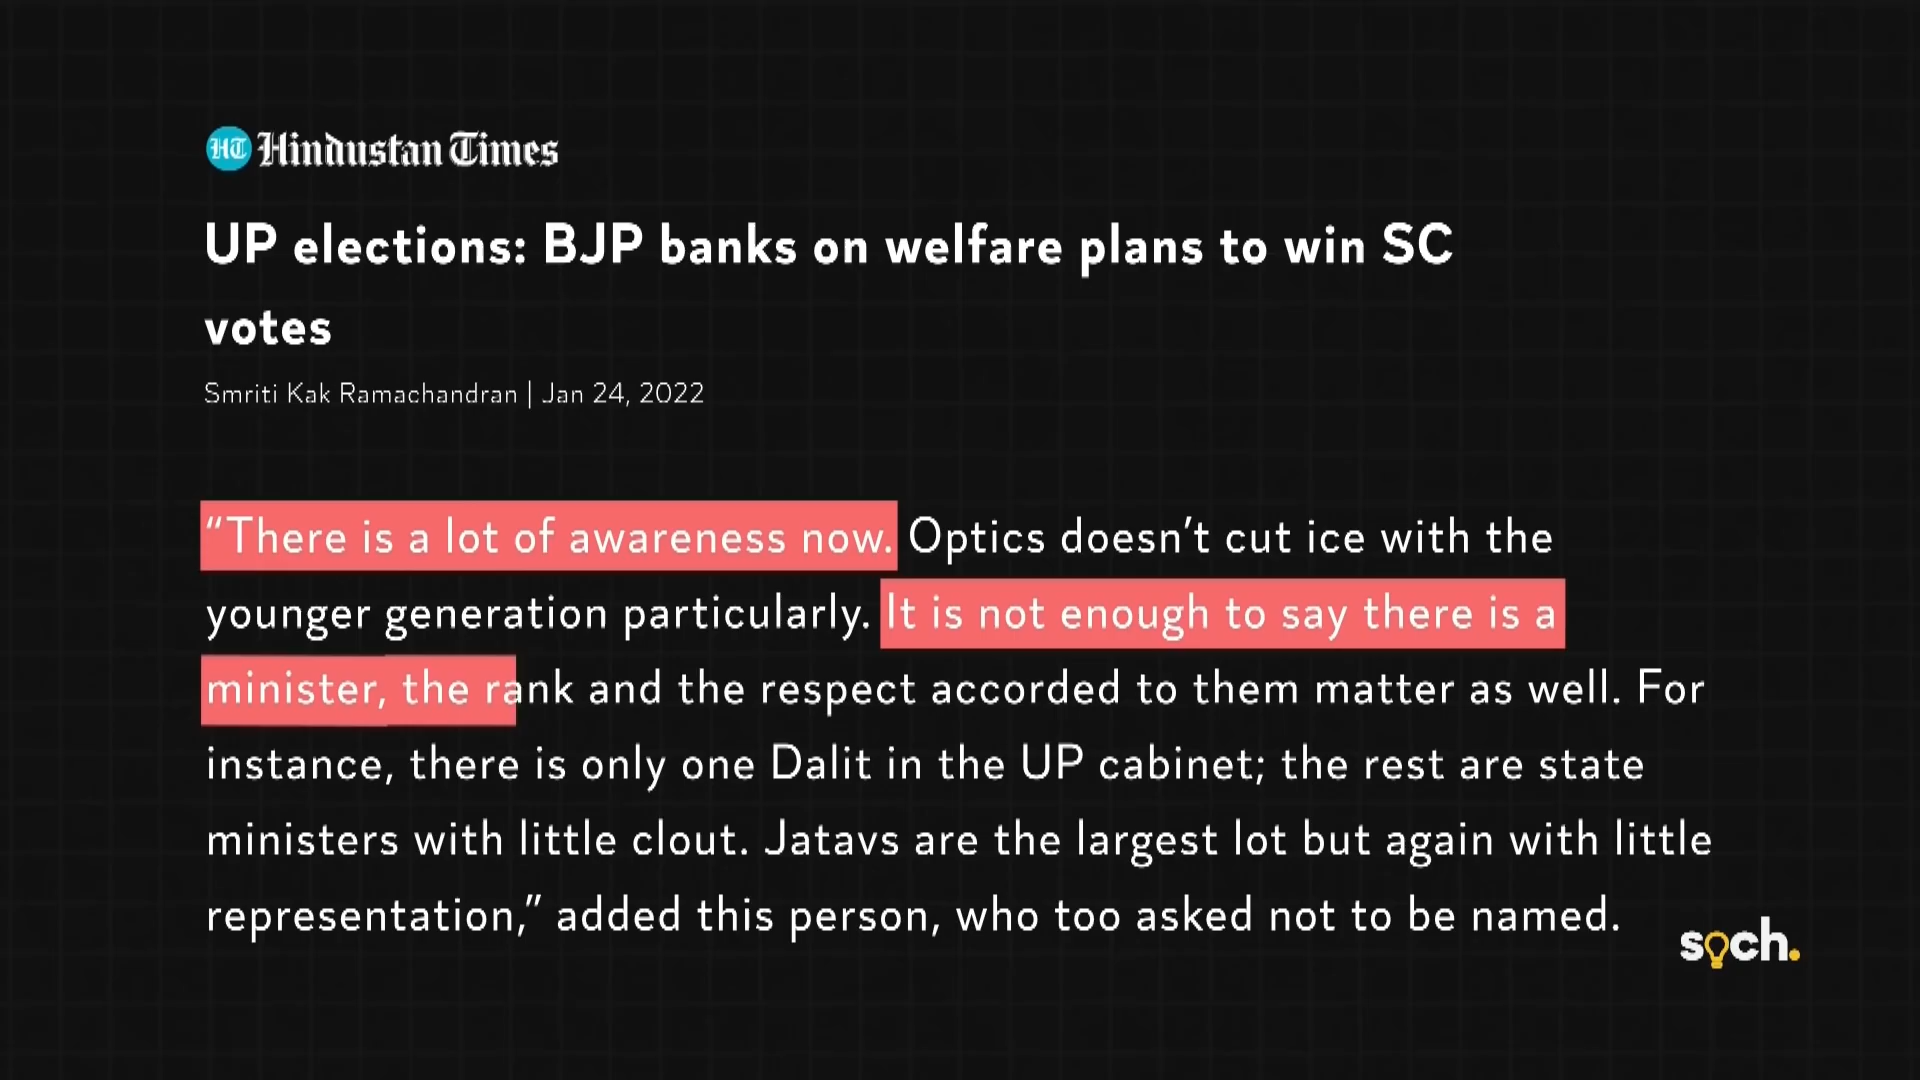 HT Hindustan Times
UP elections: BJP banks on welfare plans to win SC
votes
Smriti Kak Ramachandran | Jan 24, 2022
“There is a lot of awareness now. Optics doesn’t cut ice with the
younger generation particularly. It is not enough to say there is a
minister, the rank and the respect accorded to them matter as well. For
instance, there is only one Dalit in the UP cabinet; the rest are state
ministers with little clout. Jatavs are the largest lot but again with little
representation,” added this person, who too asked not to be named.
soch.